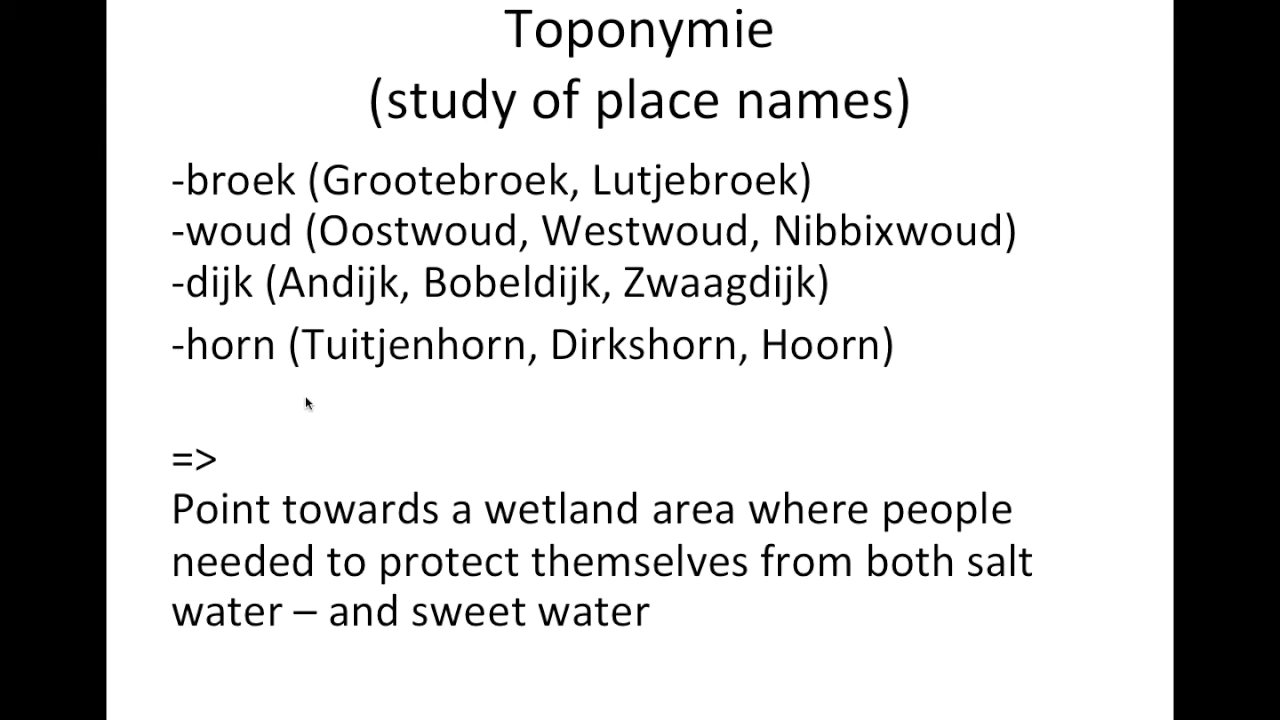 Toponymie
(study of place names)
-broek (Grootebroek, Lutjebroek)
-woud (Oostwoud, Westwoud, Nibbixwoud)
-dijk (Andijk, Bobeldijk, Zwaagdijk)
-horn (Tuitjenhorn, Dirkshorn, Hoorn)
=>
Point towards a wetland area where people
needed to protect themselves from both salt
water – and sweet water